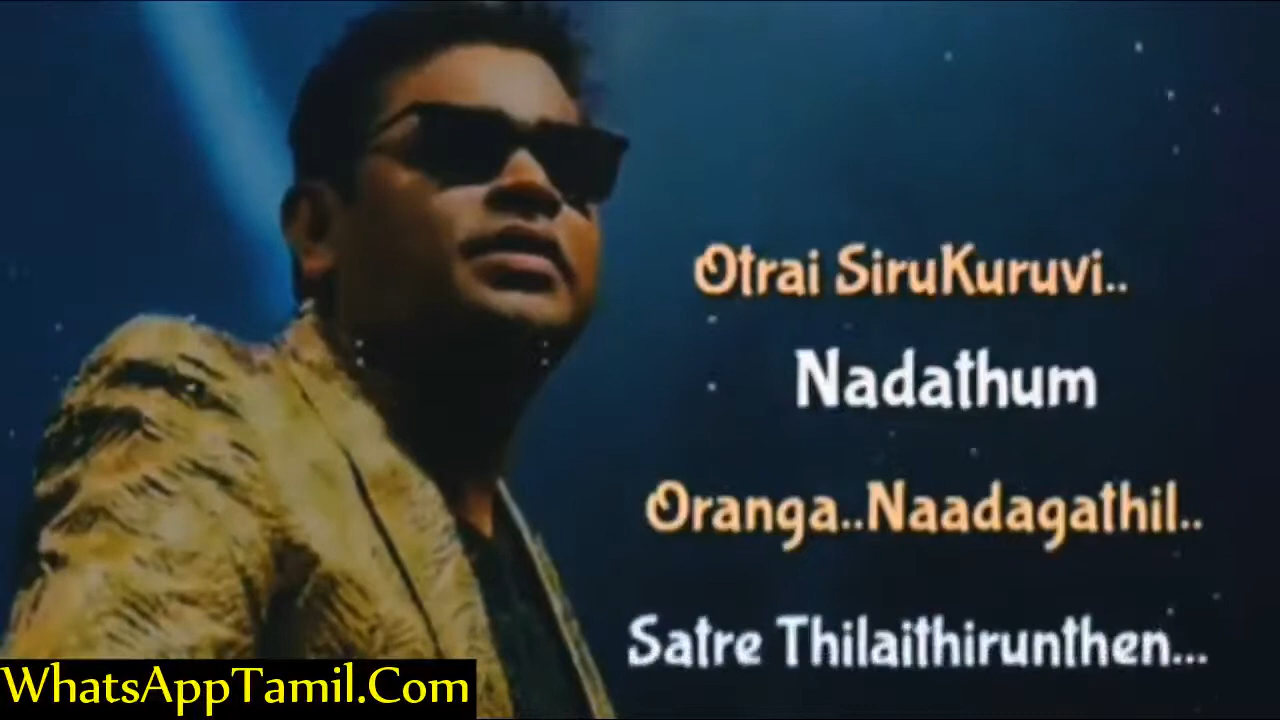 Otrai SiruKuruvi..
Nadathum
Oranga..Naadagathil..
Satre Thilaithirunthen...
WhatsAppTamil.Com